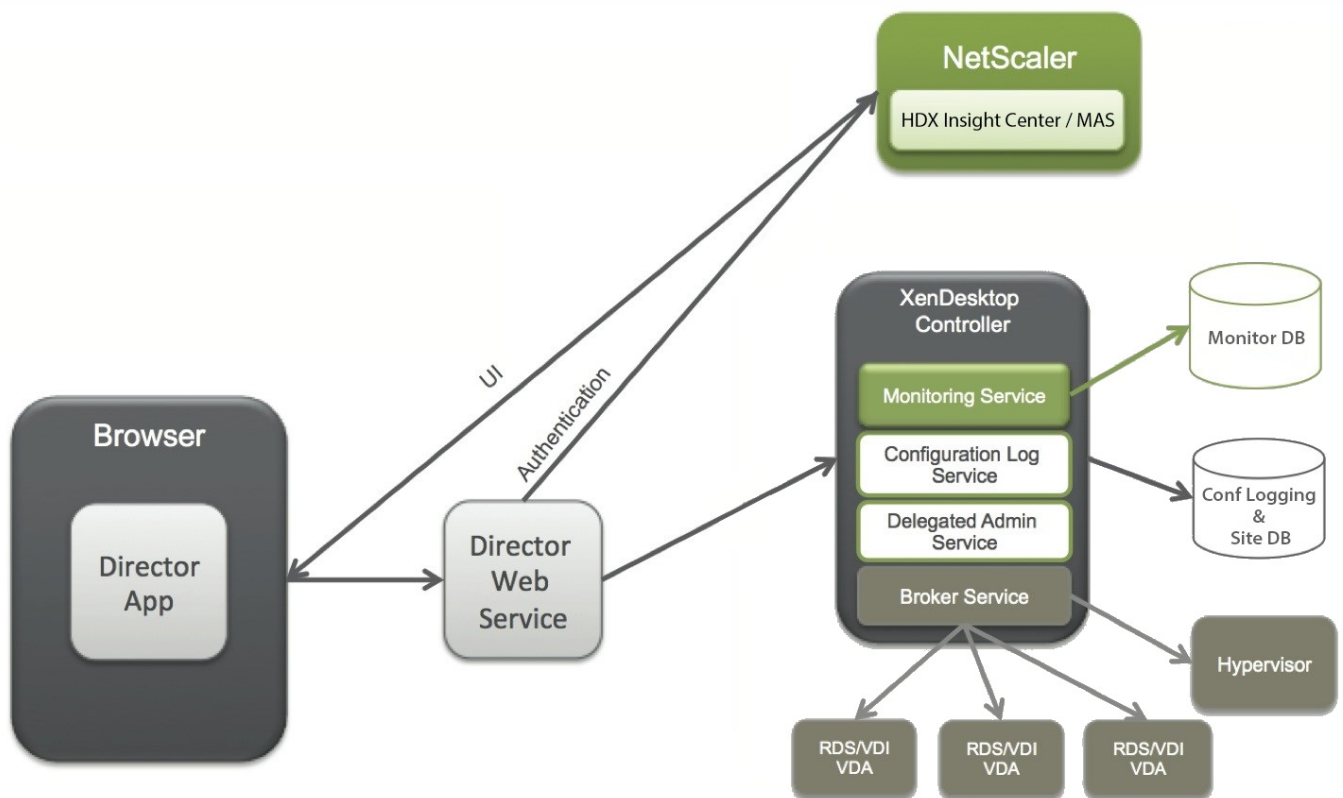 NetScaler
HDX Insight Center / MAS
UI
Authentication
XenDesktop
Controller
Monitoring Service
Configuration Log
Service
Delegated Admin
Service
Broker Service
Monitor DB
Conf Logging
&
Site DB
Browser
Director
App
Director
Web
Service
Hypervisor
RDS/VDI
VDA
RDS/VDI
VDA
RDS/VDI
VDA